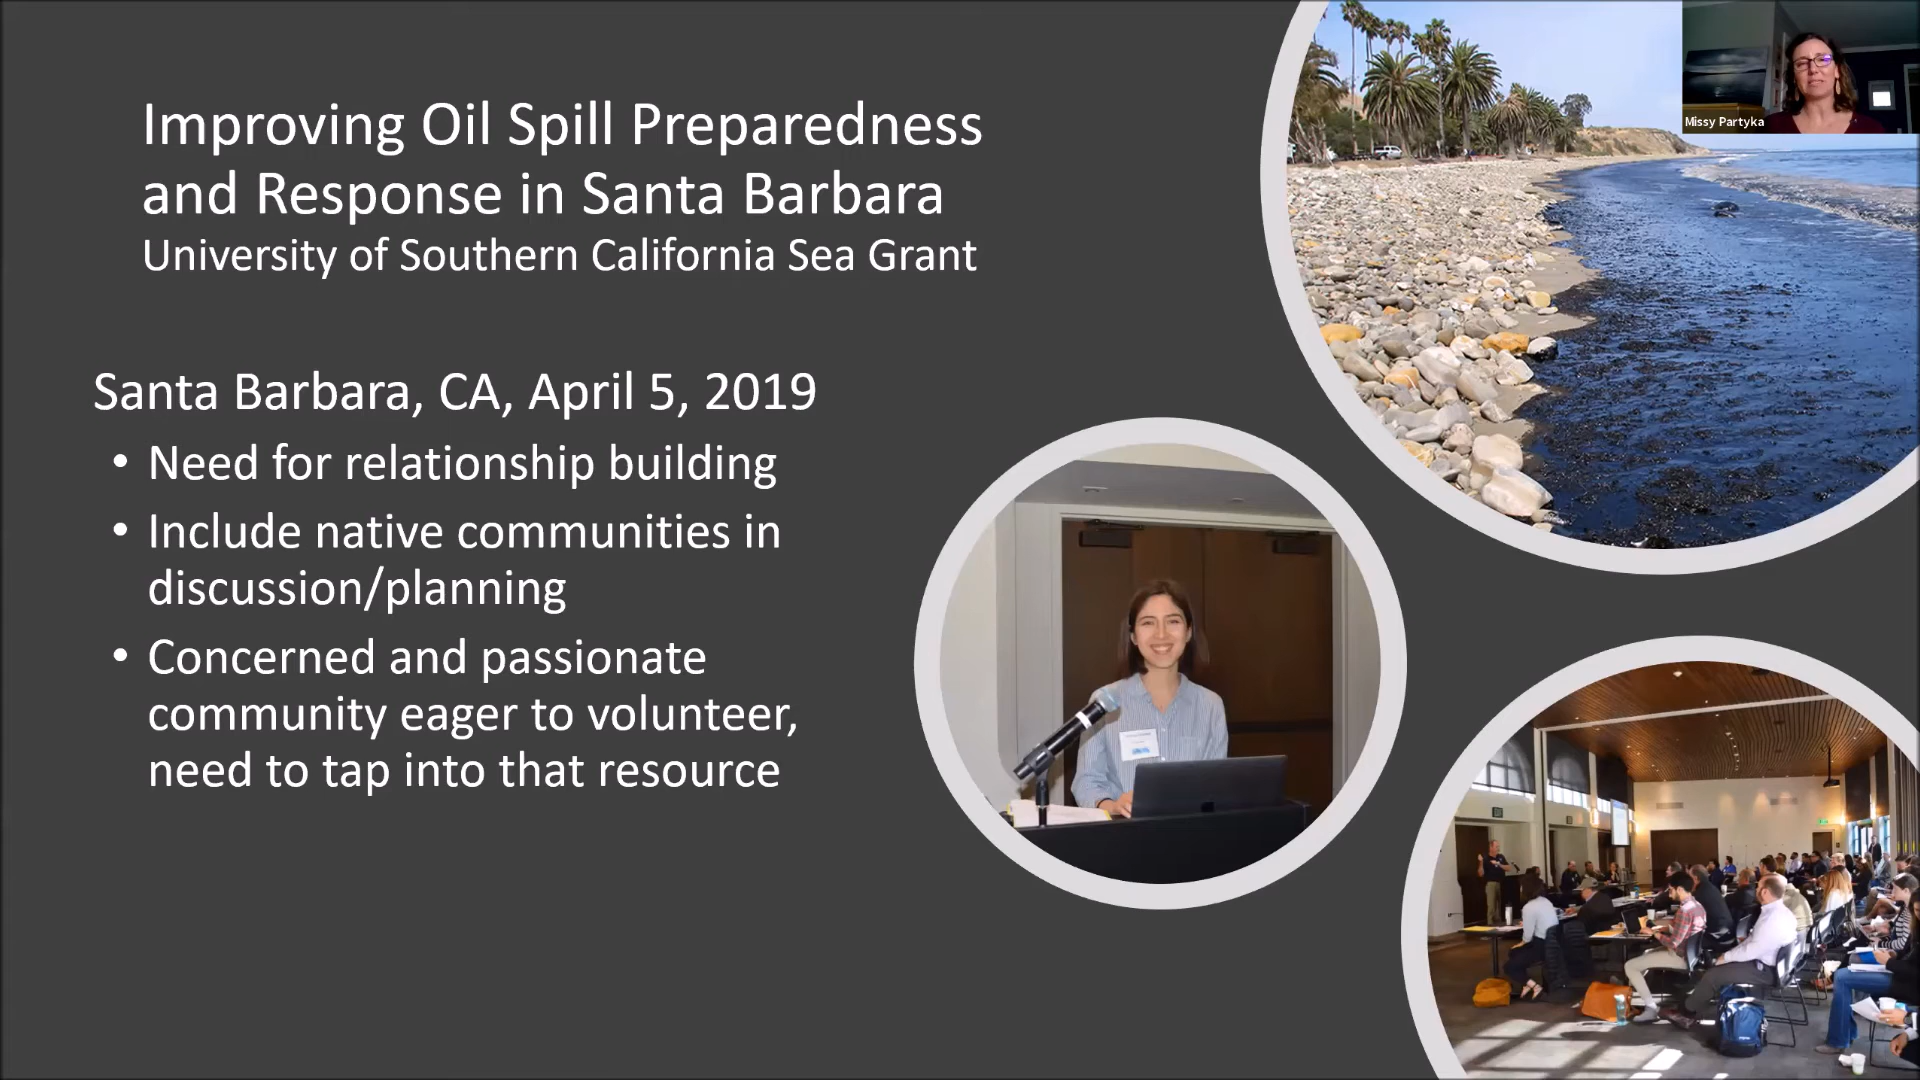 Improving Oil Spill Preparedness
and Response in Santa Barbara
University of Southern California Sea Grant
Santa Barbara, CA, April 5, 2019
• Need for relationship building
• Include native communities in
discussion/planning
• Concerned and passionate
community eager to volunteer,
need to tap into that resource
Missy Partyka